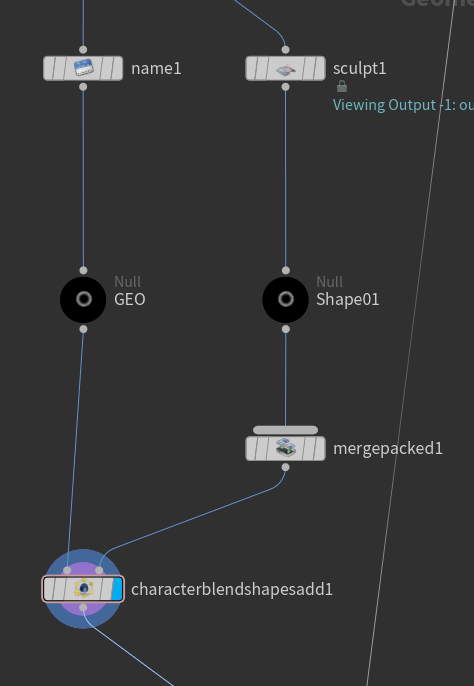 name1
sculpt1
Viewing Output -1: ou
Null
GEO
Null
Shape01
mergepacked1
characterblendshapesadd1